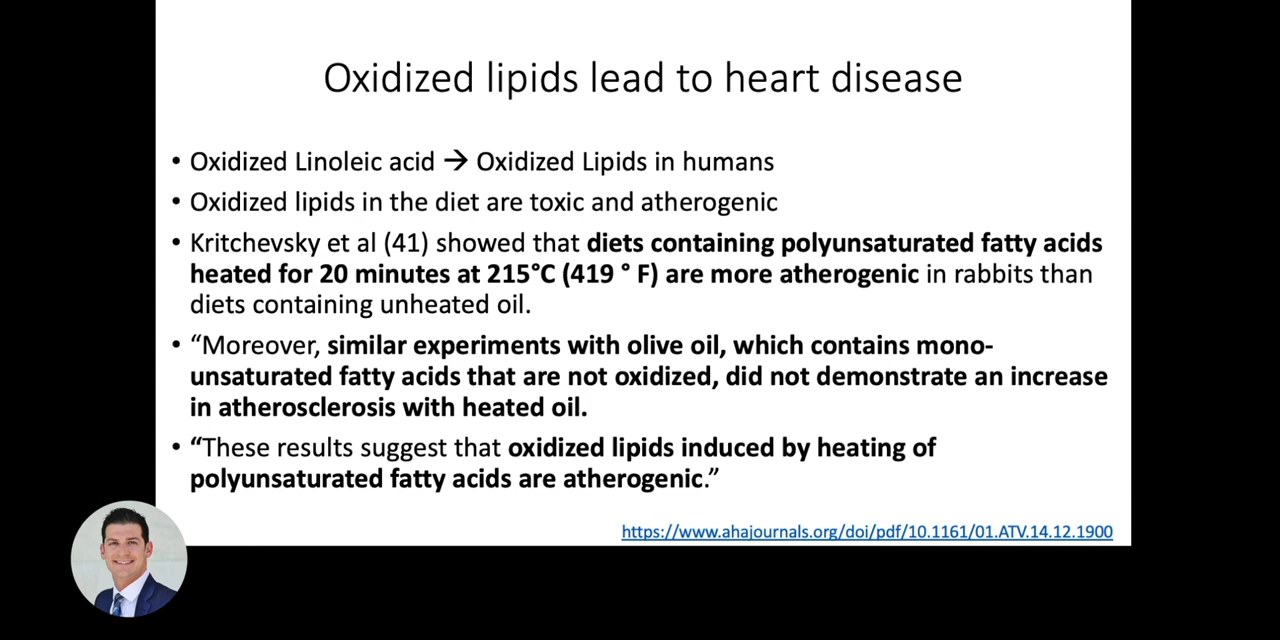 Oxidized lipids lead to heart disease
• Oxidized Linoleic acid → Oxidized Lipids in humans
• Oxidized lipids in the diet are toxic and atherogenic
• Kritchevsky et al (41) showed that diets containing polyunsaturated fatty acids
heated for 20 minutes at 215°C (419 ° F) are more atherogenic in rabbits than
diets containing unheated oil.
• “Moreover, similar experiments with olive oil, which contains mono-
unsaturated fatty acids that are not oxidized, did not demonstrate an increase
in atherosclerosis with heated oil.
• “These results suggest that oxidized lipids induced by heating of
polyunsaturated fatty acids are atherogenic.”
https://www.ahajournals.org/doi/pdf/10.1161/01.ATV.14.12.1900